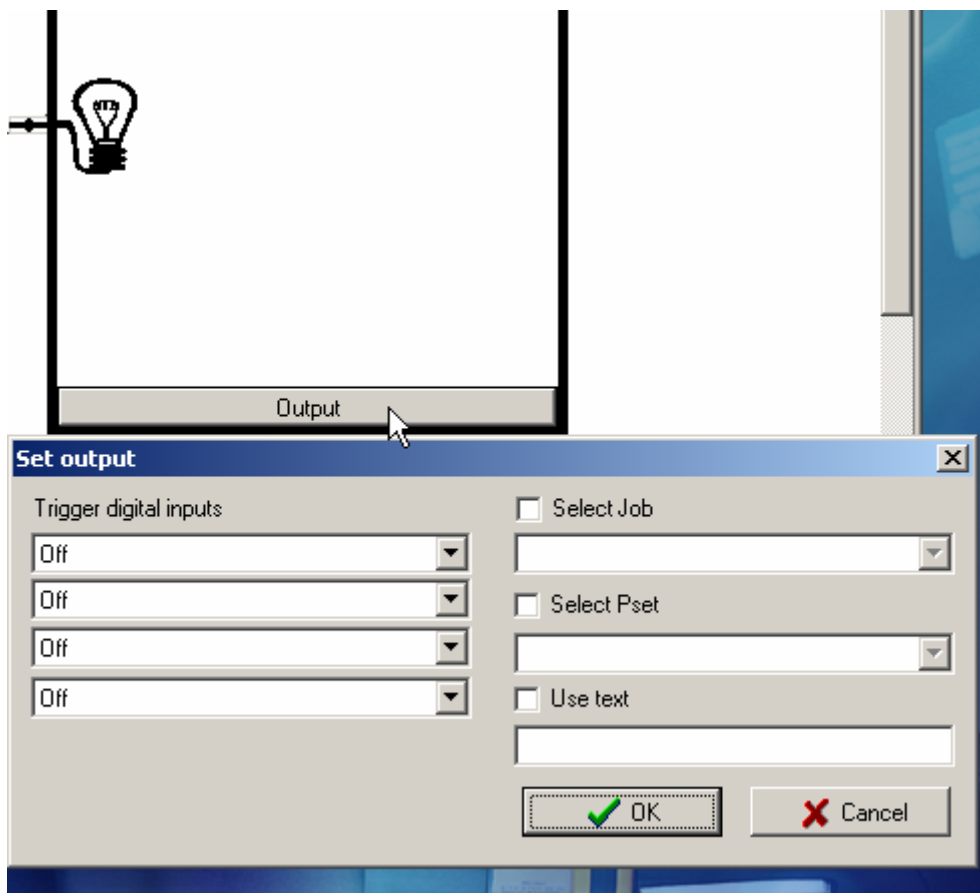 Output
Set output
Trigger digital inputs
Off
Off
Off
Off
Select Job
Select Pset
Use text
OK
Cancel